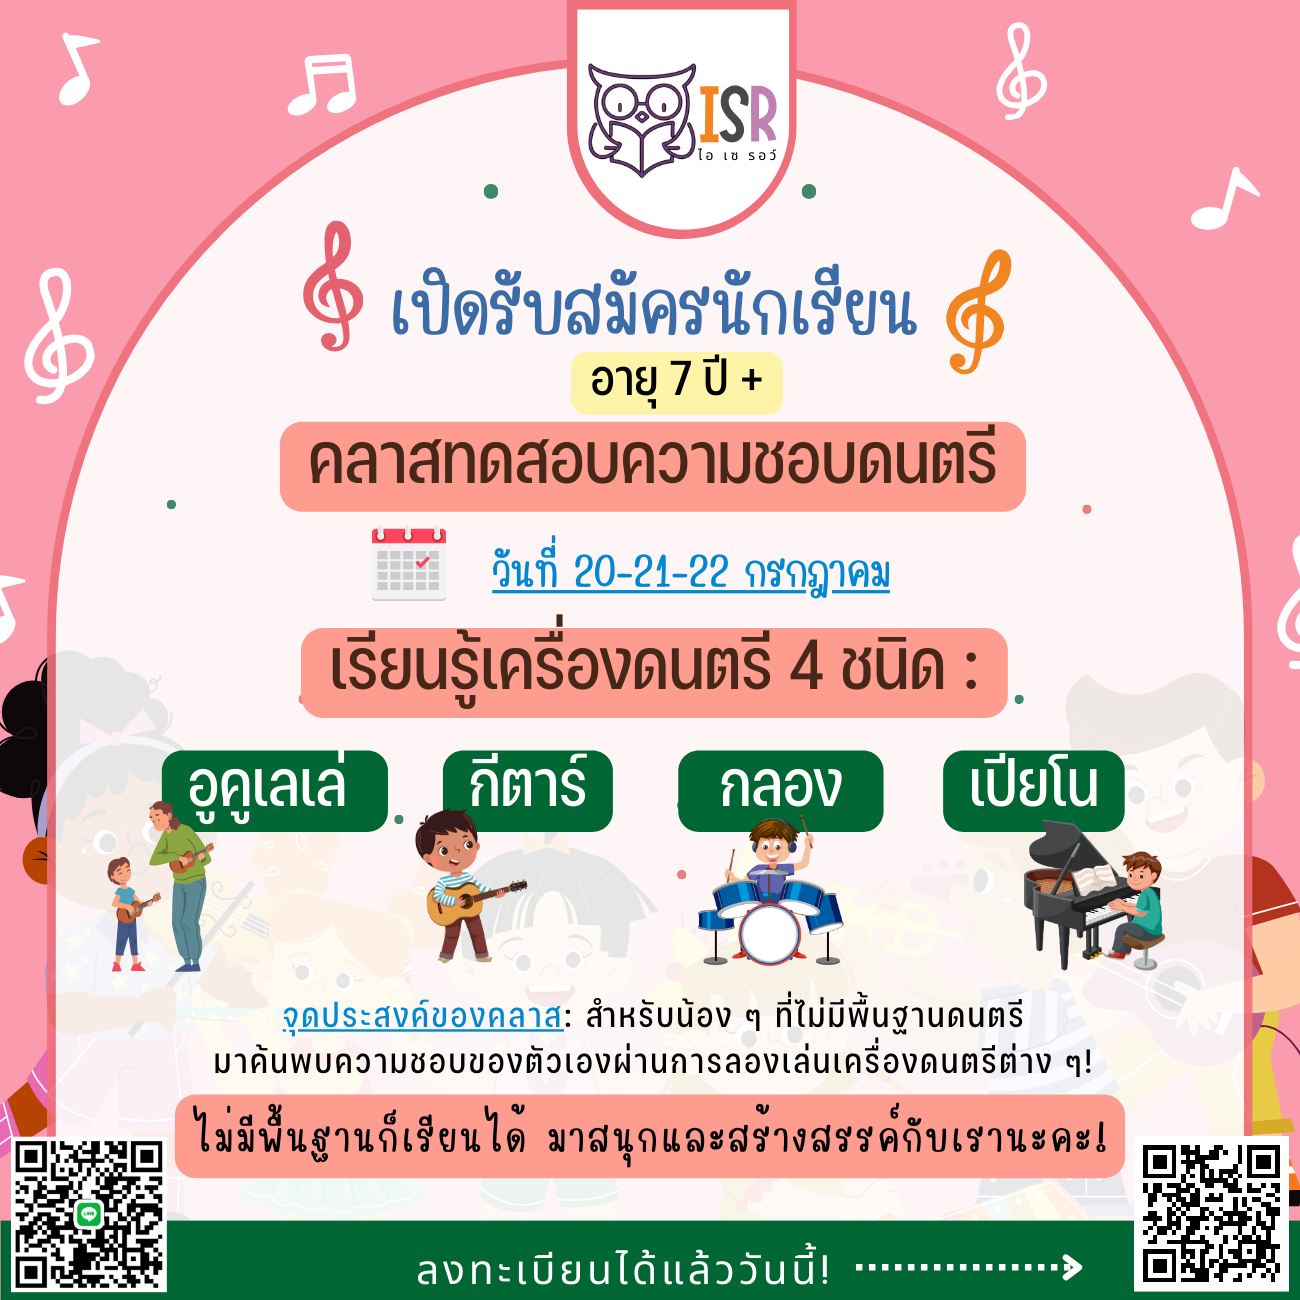 ISR
ไอ เซ รอว์
เปิดรับสมัครนักเรียน
อายุ 7 ปี +
คลาสทดสอบความชอบดนตรี
วันที่ 20-21-22 กรกฎาคม
เรียนรู้เครื่องดนตรี 4 ชนิด :
อูคูเลเล่ กีตาร์ กลอง เปียโน
จุดประสงค์ของคลาส: สำหรับน้อง ๆ ที่ไม่มีพื้นฐานดนตรี
มาค้นพบความชอบของตัวเองผ่านการลองเล่นเครื่องดนตรีต่าง ๆ!
ไม่มีพื้นฐานก็เรียนได้ มาสนุกและสร้างสรรค์กับเรานะคะ!
LINE
ลงทะเบียนได้แล้ววันนี้!